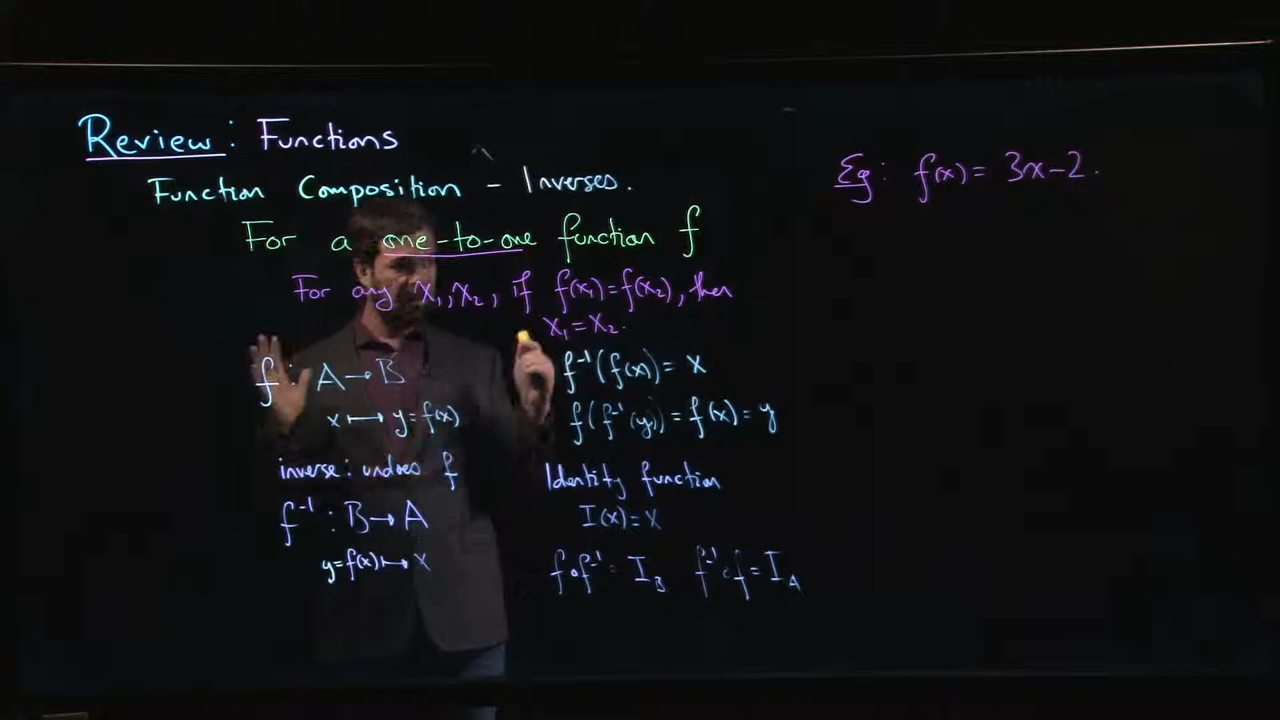 Review: Functions
Function Composition - Inverses.
For a one-to-one function f
For any x₁, x₂, if f(x₁)=f(x₂), then
x₁=x₂.
f: A→B
x ↦ y=f(x)
inverse: undoes f
f⁻¹: B→A
y=f(x) ↦ x
f⁻¹(f(x)) = x
f(f⁻¹(y)) = f(x) = y
Identity function
I(x)=x
f∘f⁻¹ = I_B f⁻¹∘f = I_A
Eg: f(x) = 3x-2.